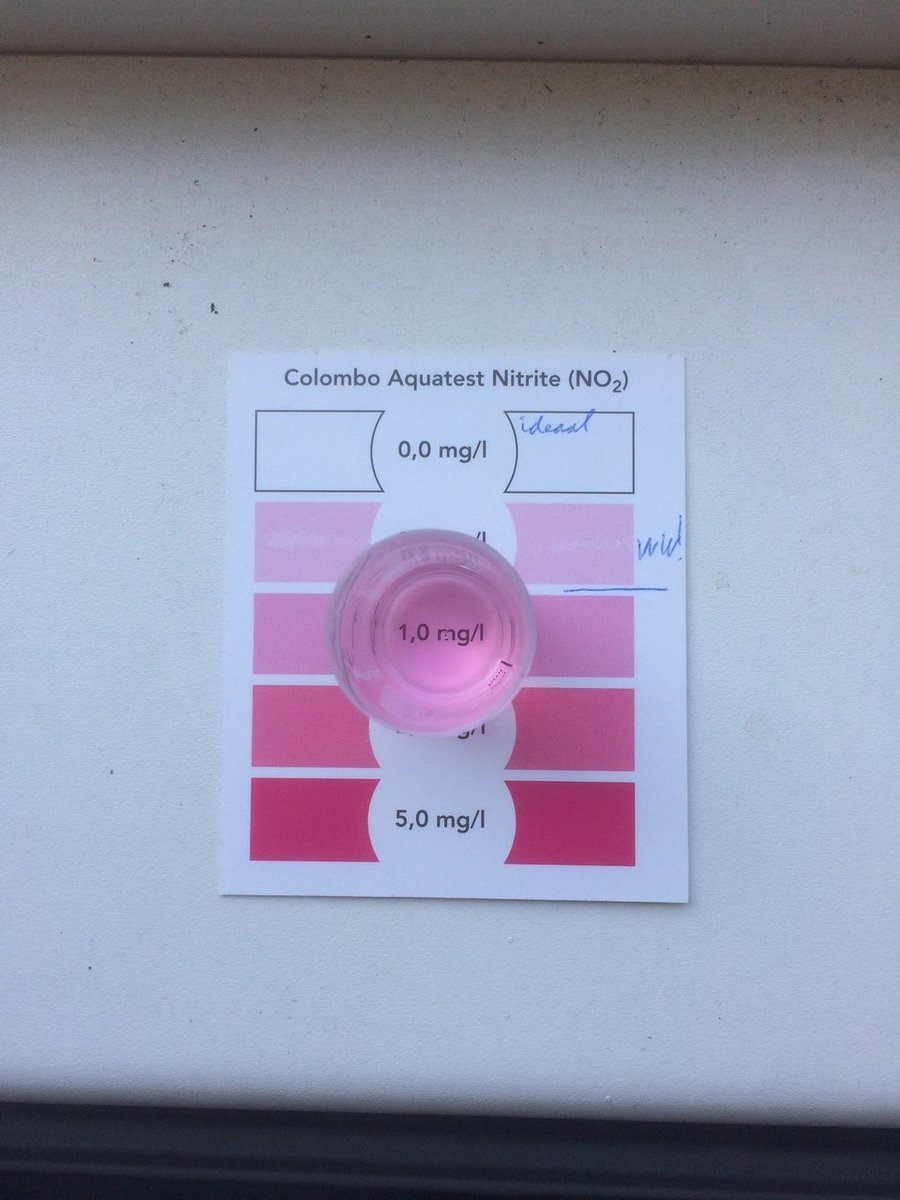 Colombo Aquatest Nitrite (NO₂)
0,0 mg/l
ideaal
1,0 mg/l
5,0 mg/l